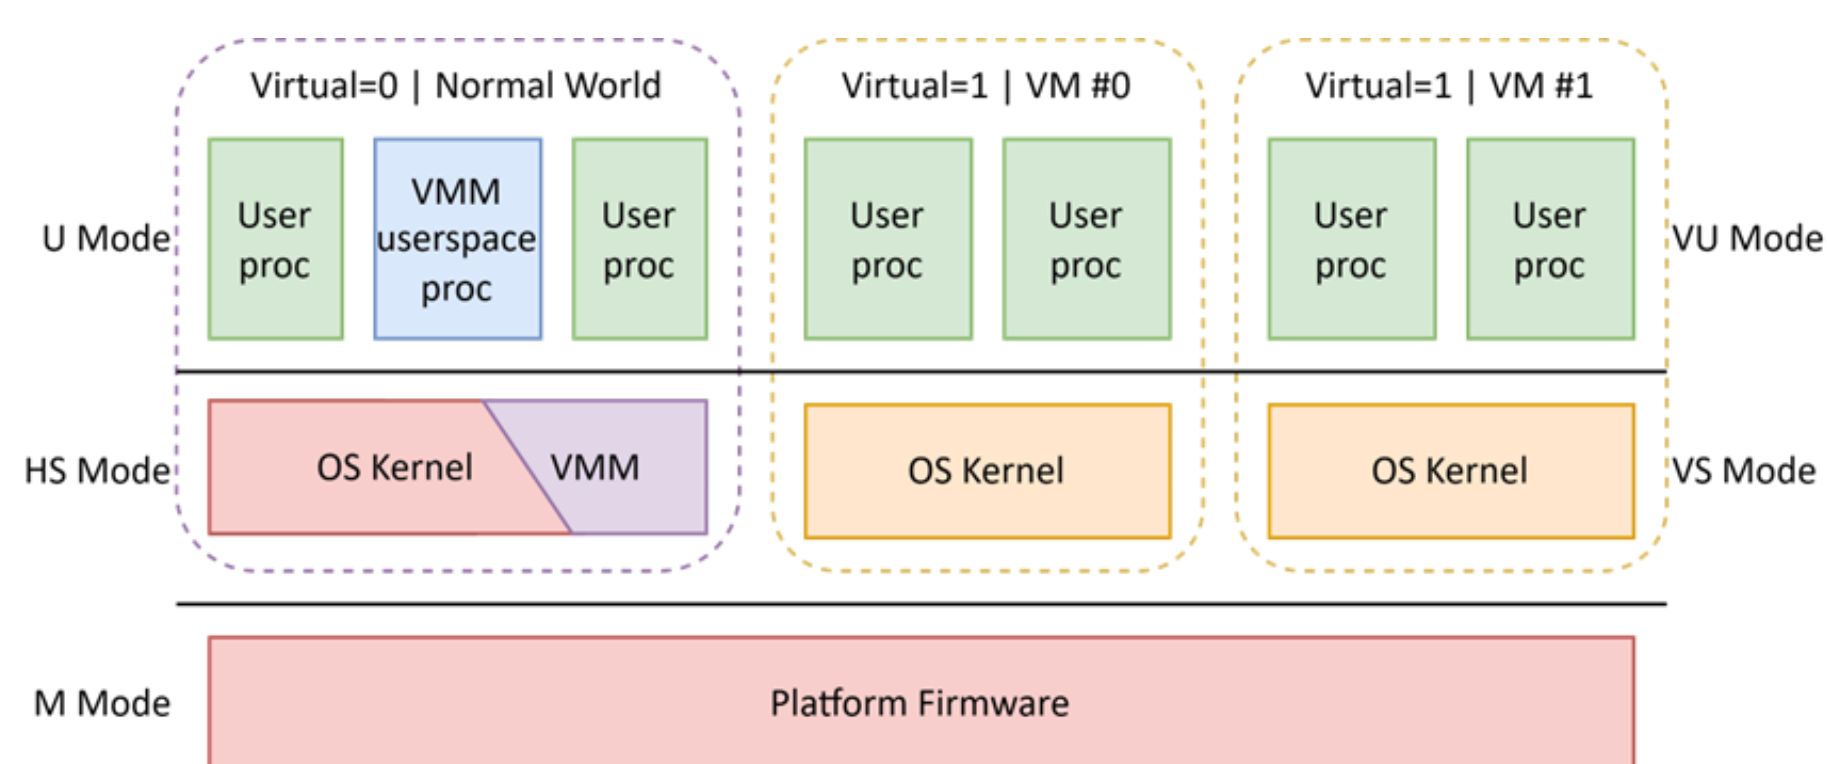 Virtual=0 | Normal World
Virtual=1 | VM #0
Virtual=1 | VM #1
U Mode
User
proc
VMM
userspace
proc
User
proc
User
proc
User
proc
User
proc
User
proc
VU Mode
HS Mode
OS Kernel
VMM
OS Kernel
OS Kernel
VS Mode
M Mode
Platform Firmware